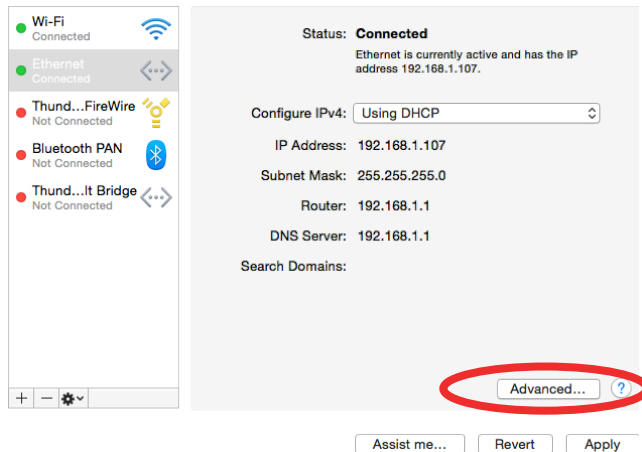 Wi-Fi
Connected
Ethernet
Connected
Thund...FireWire
Not Connected
Bluetooth PAN
Not Connected
Thund...lt Bridge
Not Connected
Status: Connected
Ethernet is currently active and has the IP
address 192.168.1.107.
Configure IPv4: Using DHCP
IP Address: 192.168.1.107
Subnet Mask: 255.255.255.0
Router: 192.168.1.1
DNS Server: 192.168.1.1
Search Domains:
Advanced... ?
Assist me... Revert Apply